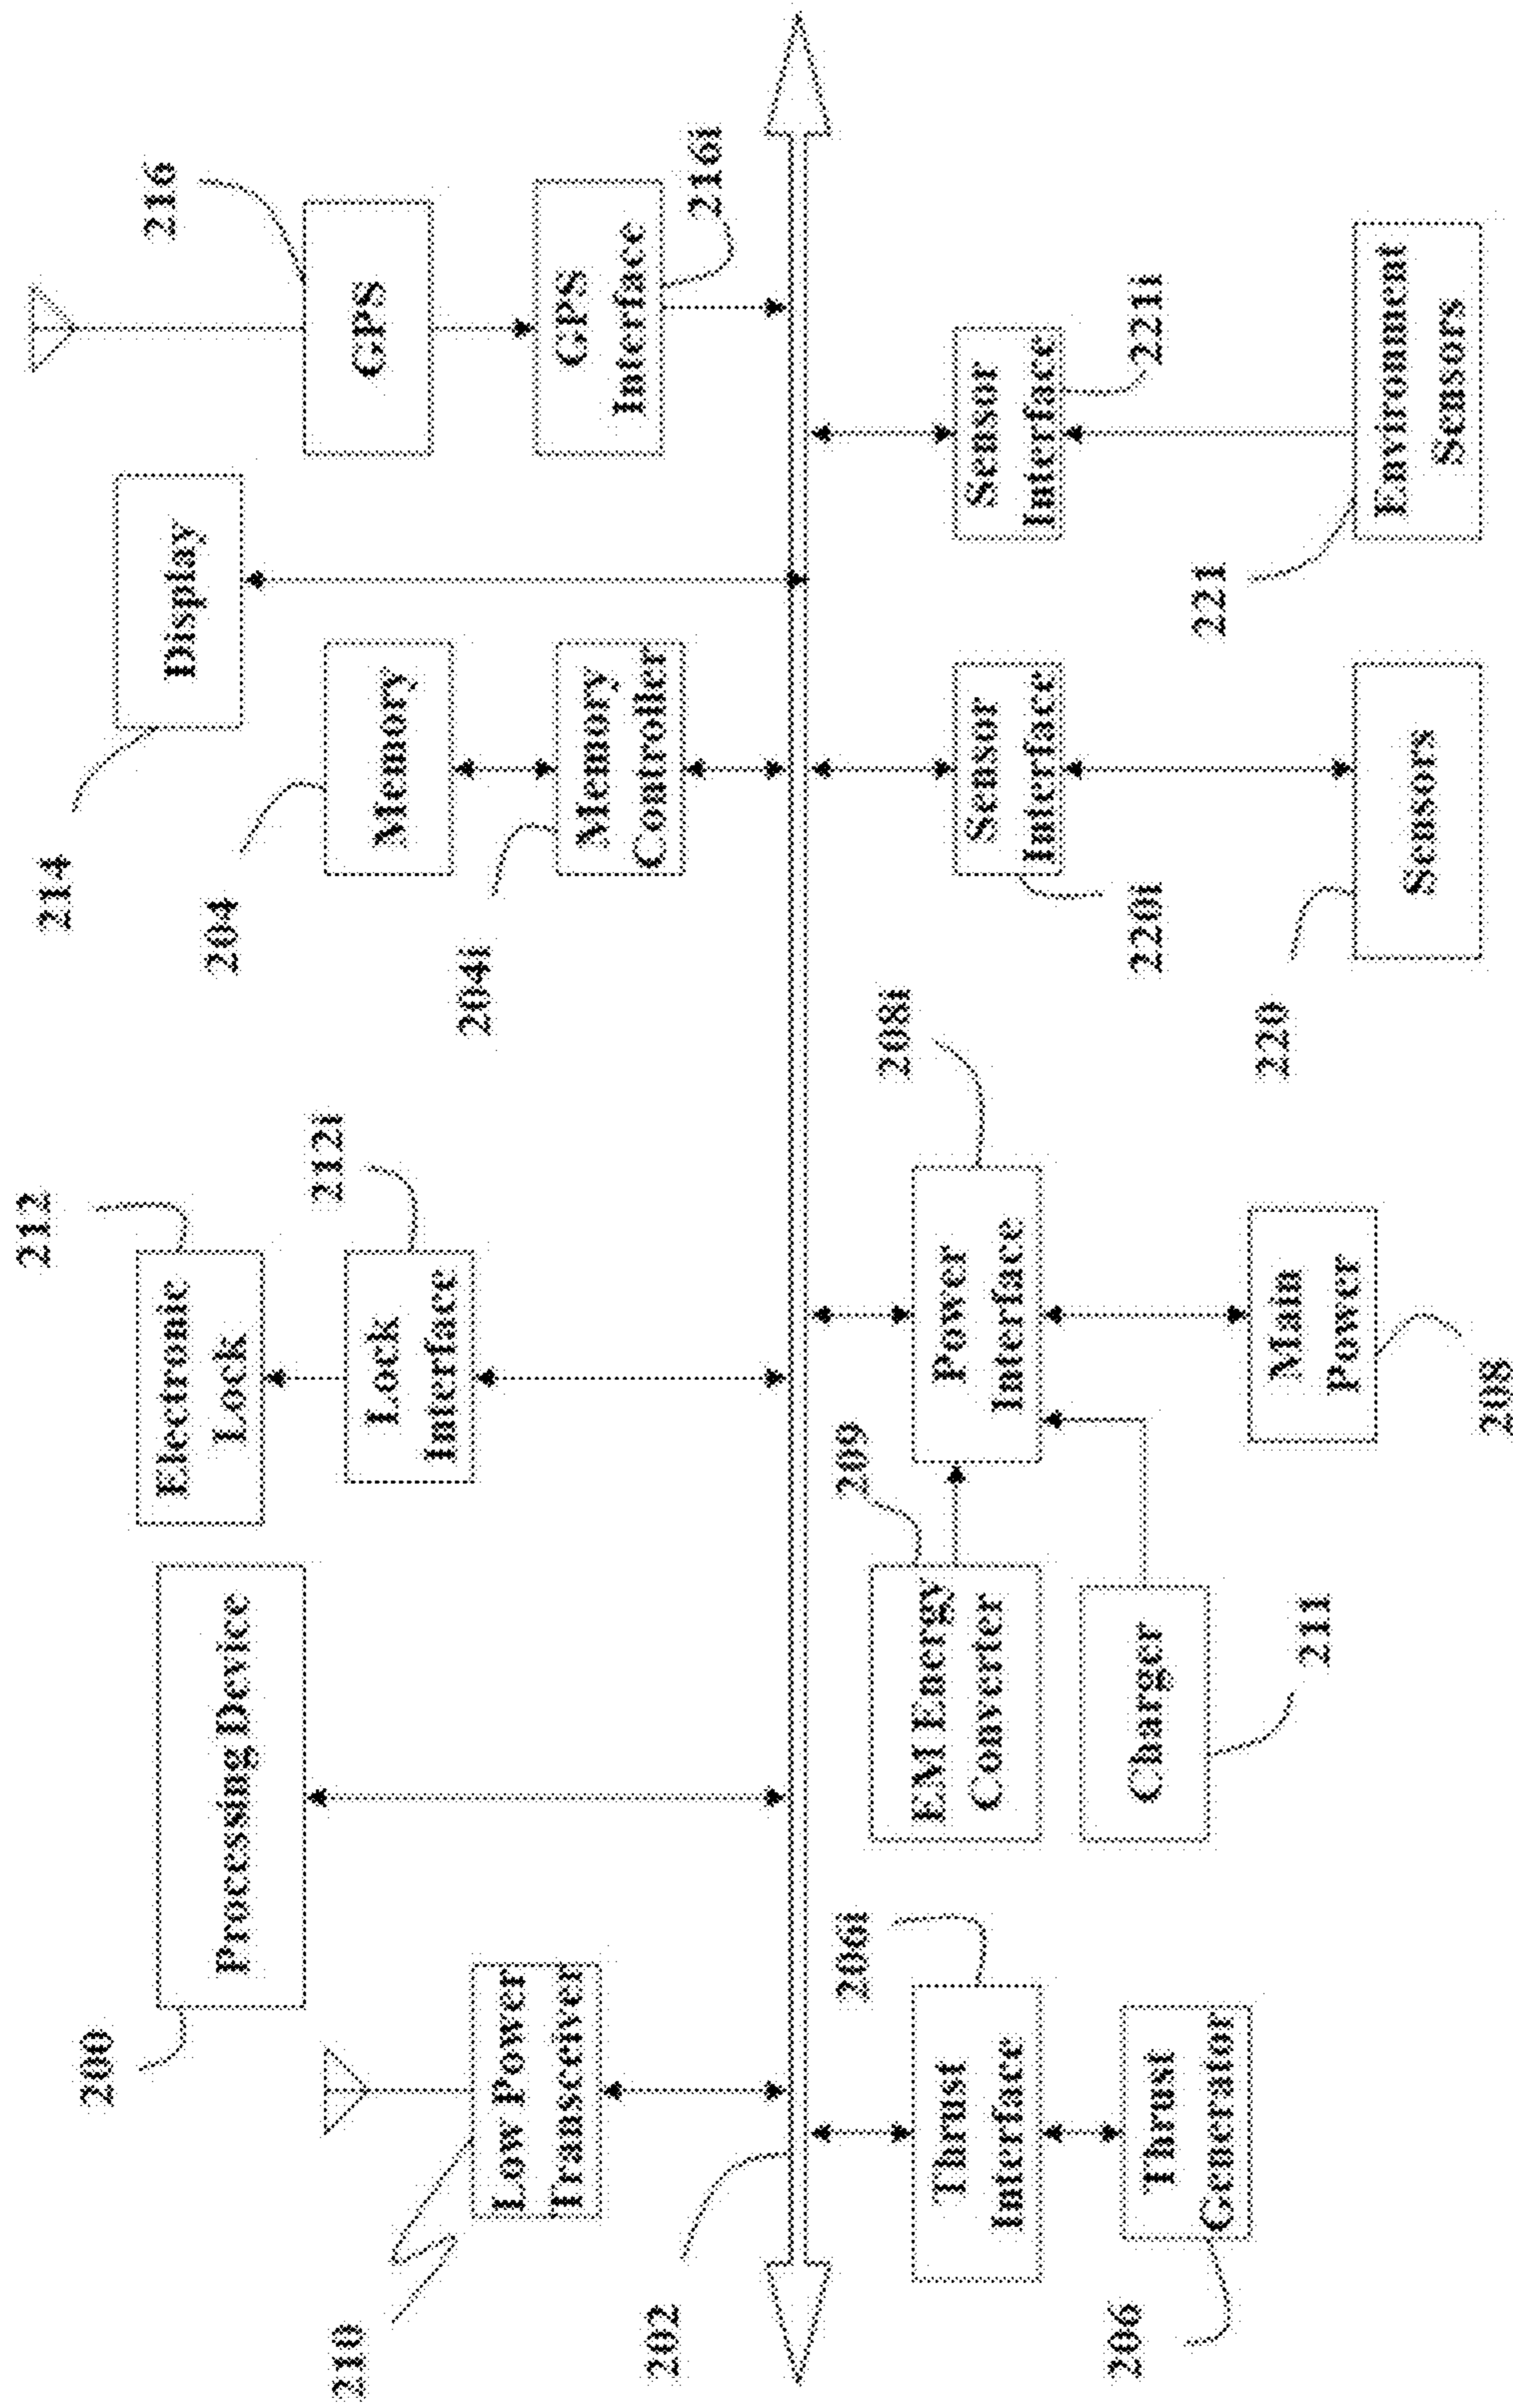 200
Processing Device
212
Electronic
Lock
212i
Lock
Interface
214
Display
204
Memory
204i
Memory
Controller
216
GPS
GPS
Interface
216i
210
Low Power
Transceiver
202
206i
Thrust
Interface
206
Thrust
Generator
209
EM Energy
Converter
Charger
211
208i
Power
Interface
Main
Power
208
Sensor
Interface
220i
220
Sensors
Sensor
Interface
221i
221
Environment
Sensors